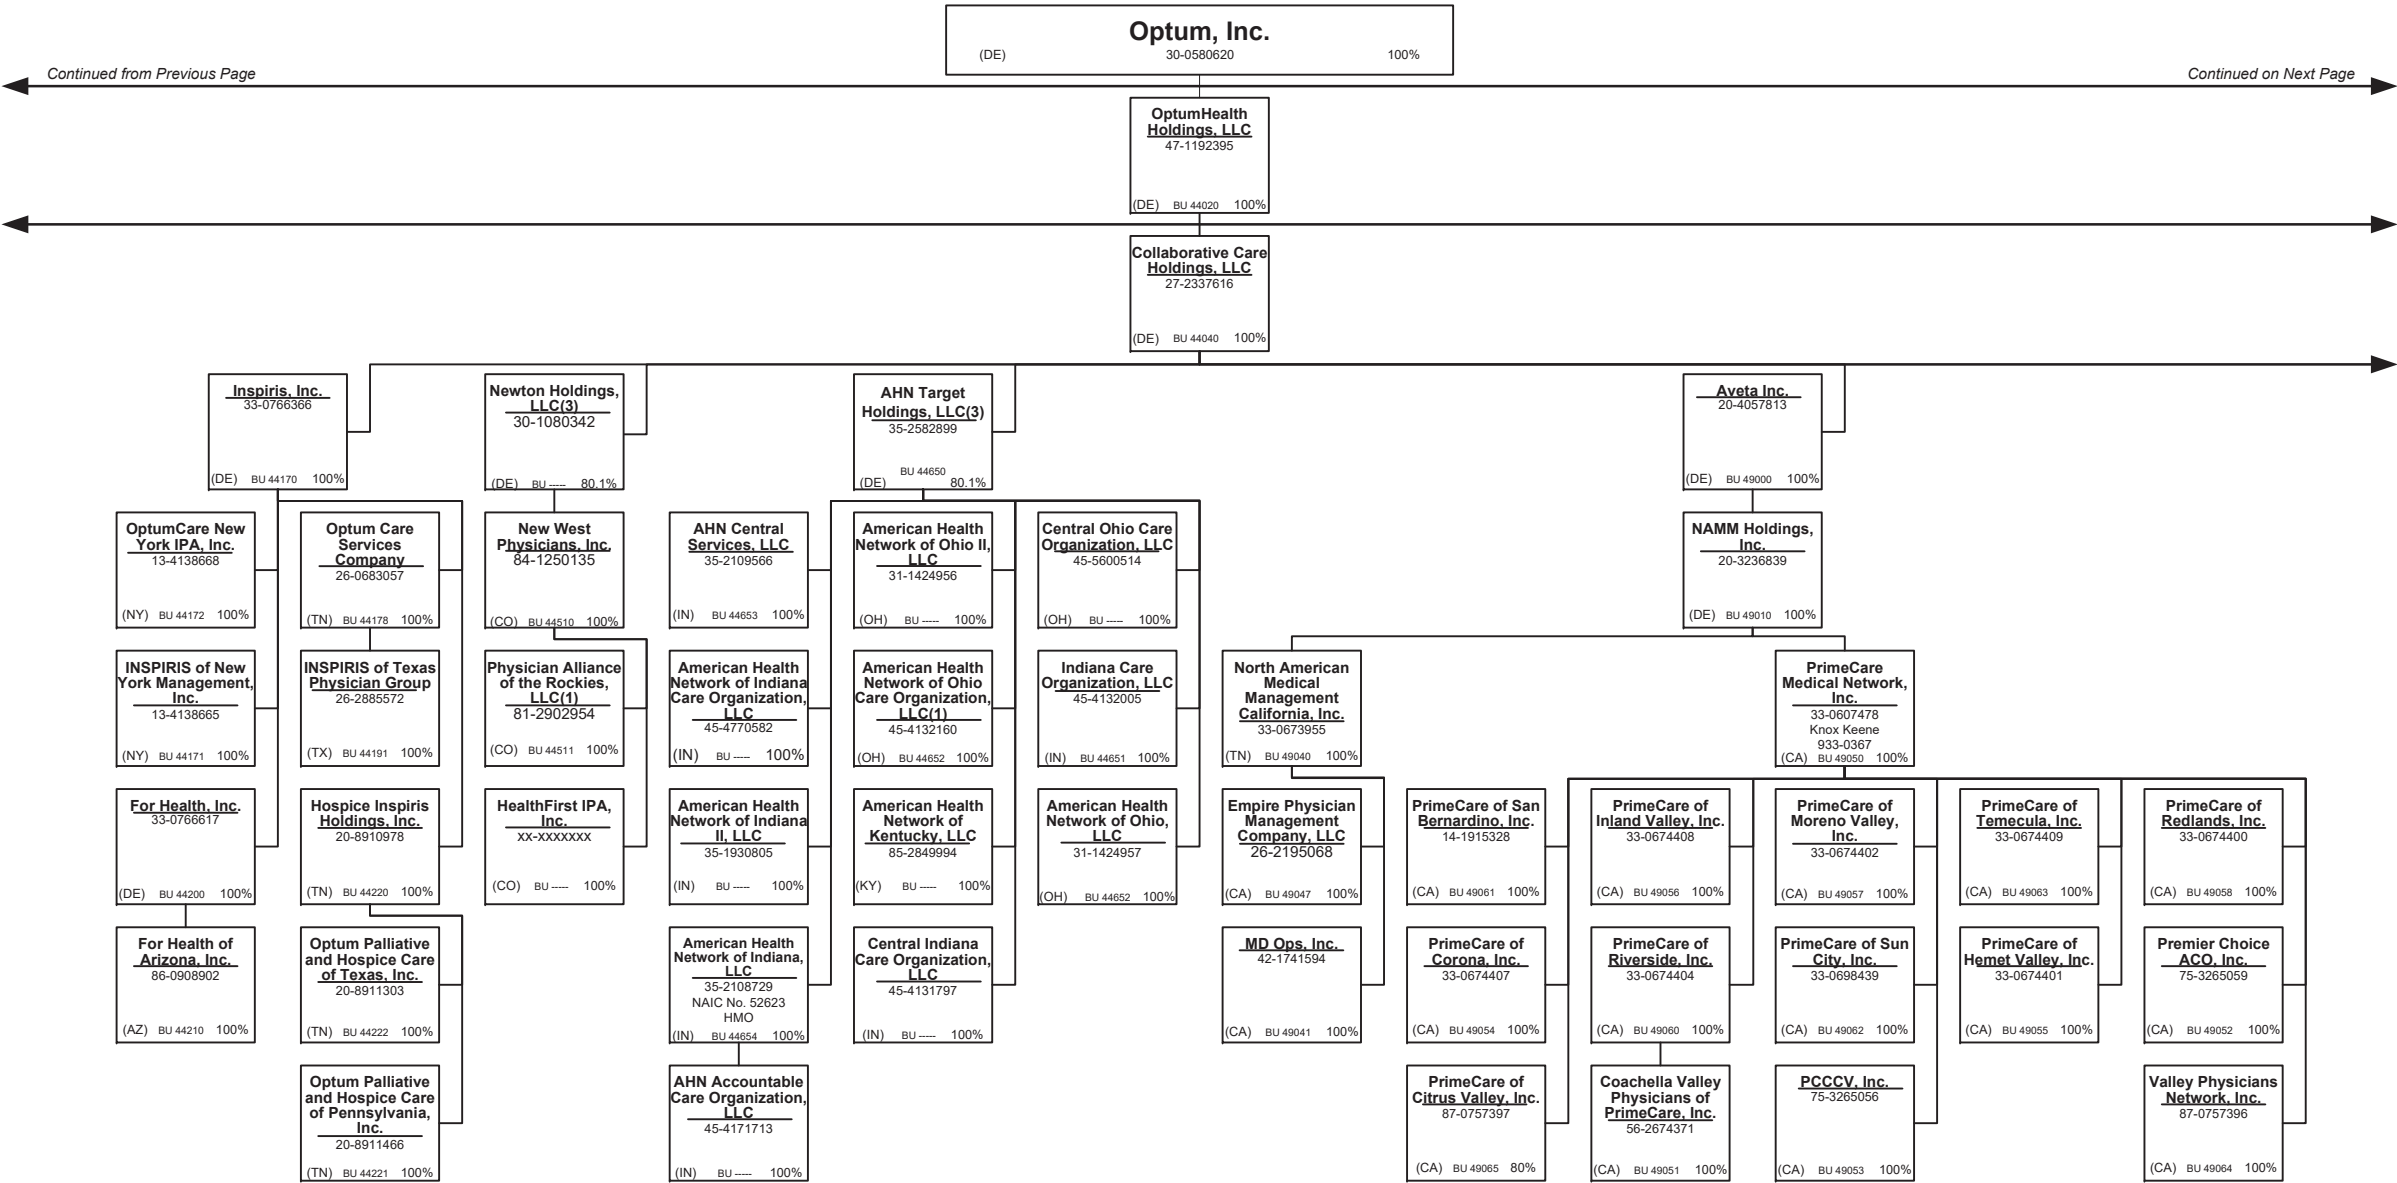 Optum, Inc.
(DE) 30-0580620 100%
Continued from Previous Page
Continued on Next Page
OptumHealth
Holdings, LLC
47-1192395
(DE) BU 44020 100%
Collaborative Care
Holdings, LLC
27-2337616
(DE) BU 44040 100%
Inspiris, Inc.
33-0766366
(DE) BU 44170 100%
Newton Holdings,
LLC(3)
30-1080342
(DE) BU ----- 80.1%
AHN Target
Holdings, LLC(3)
35-2582899
BU 44650
(DE) 80.1%
Aveta Inc.
20-4057813
(DE) BU 49000 100%
OptumCare New
York IPA, Inc.
13-4138668
(NY) BU 44172 100%
Optum Care
Services
Company
26-0683057
(TN) BU 44178 100%
New West
Physicians, Inc.
84-1250135
(CO) BU 44510 100%
AHN Central
Services, LLC
35-2109566
(IN) BU 44653 100%
American Health
Network of Ohio II,
LLC
31-1424956
(OH) BU ----- 100%
Central Ohio Care
Organization, LLC
45-5600514
(OH) BU ----- 100%
NAMM Holdings,
Inc.
20-3236839
(DE) BU 49010 100%
INSPIRIS of New
York Management,
Inc.
13-4138665
(NY) BU 44171 100%
INSPIRIS of Texas
Physician Group
26-2885572
(TX) BU 44191 100%
Physician Alliance
of the Rockies,
LLC(1)
81-2902954
(CO) BU 44511 100%
American Health
Network of Indiana
Care Organization,
LLC
45-4770582
(IN) BU ----- 100%
American Health
Network of Ohio
Care Organization,
LLC(1)
45-4132160
(OH) BU 44652 100%
Indiana Care
Organization, LLC
45-4132005
(IN) BU 44651 100%
North American
Medical
Management
California, Inc.
33-0673955
(TN) BU 49040 100%
PrimeCare
Medical Network,
Inc.
33-0607478
Knox Keene
933-0367
(CA) BU 49050 100%
For Health, Inc.
33-0766617
(DE) BU 44200 100%
Hospice Inspiris
Holdings, Inc.
20-8910978
(TN) BU 44220 100%
HealthFirst IPA,
Inc.
xx-xxxxxxx
(CO) BU ----- 100%
American Health
Network of Indiana
II, LLC
35-1930805
(IN) BU ----- 100%
American Health
Network of
Kentucky, LLC
85-2849994
(KY) BU ----- 100%
American Health
Network of Ohio,
LLC
31-1424957
(OH) BU 44652 100%
Empire Physician
Management
Company, LLC
26-2195068
(CA) BU 49047 100%
PrimeCare of San
Bernardino, Inc.
14-1915328
(CA) BU 49061 100%
PrimeCare of
Inland Valley, Inc.
33-0674408
(CA) BU 49056 100%
PrimeCare of
Moreno Valley,
Inc.
33-0674402
(CA) BU 49057 100%
PrimeCare of
Temecula, Inc.
33-0674409
(CA) BU 49063 100%
PrimeCare of
Redlands, Inc.
33-0674400
(CA) BU 49058 100%
For Health of
Arizona, Inc.
86-0908902
(AZ) BU 44210 100%
Optum Palliative
and Hospice Care
of Texas, Inc.
20-8911303
(TN) BU 44222 100%
American Health
Network of Indiana,
LLC
35-2108729
NAIC No. 52623
HMO
(IN) BU 44654 100%
Central Indiana
Care Organization,
LLC
45-4131797
(IN) BU ----- 100%
MD Ops, Inc.
42-1741594
(CA) BU 49041 100%
PrimeCare of
Corona, Inc.
33-0674407
(CA) BU 49054 100%
PrimeCare of
Riverside, Inc.
33-0674404
(CA) BU 49060 100%
PrimeCare of Sun
City, Inc.
33-0698439
(CA) BU 49062 100%
PrimeCare of
Hemet Valley, Inc.
33-0674401
(CA) BU 49055 100%
Premier Choice
ACO, Inc.
75-3265059
(CA) BU 49052 100%
Optum Palliative
and Hospice Care
of Pennsylvania,
Inc.
20-8911466
(TN) BU 44221 100%
AHN Accountable
Care Organization,
LLC
45-4171713
(IN) BU ----- 100%
PrimeCare of
Citrus Valley, Inc.
87-0757397
(CA) BU 49065 80%
Coachella Valley
Physicians of
PrimeCare, Inc.
56-2674371
(CA) BU 49051 100%
PCCCV, Inc.
75-3265056
(CA) BU 49053 100%
Valley Physicians
Network, Inc.
87-0757396
(CA) BU 49064 100%